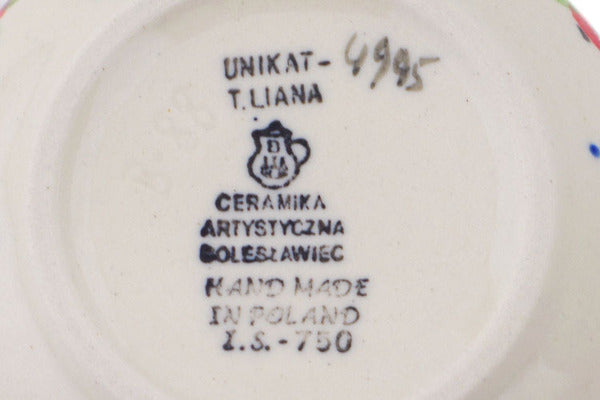 UNIKAT - 4995
T. LIANA
B
CERAMIKA
ARTYSTYCZNA
BOLESŁAWIEC
HAND MADE
IN POLAND
I.S. - 750